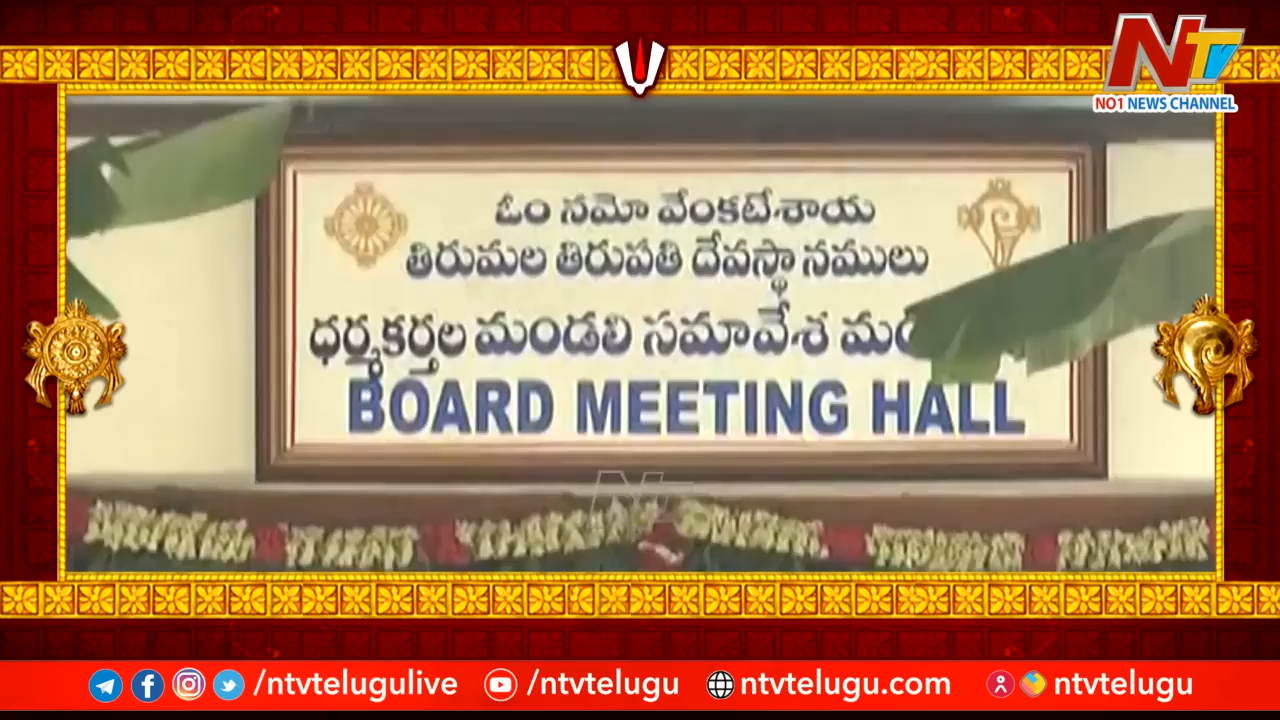 NTV
NO1 NEWS CHANNEL
ఓం నమో వేంకటేశాయ
తిరుమల తిరుపతి దేవస్థానములు
ధర్మకర్తల మండలి సమావేశ
BOARD MEETING HALL
/ntvtelugulive /ntvtelugu ntvtelugu.com ntvtelugu